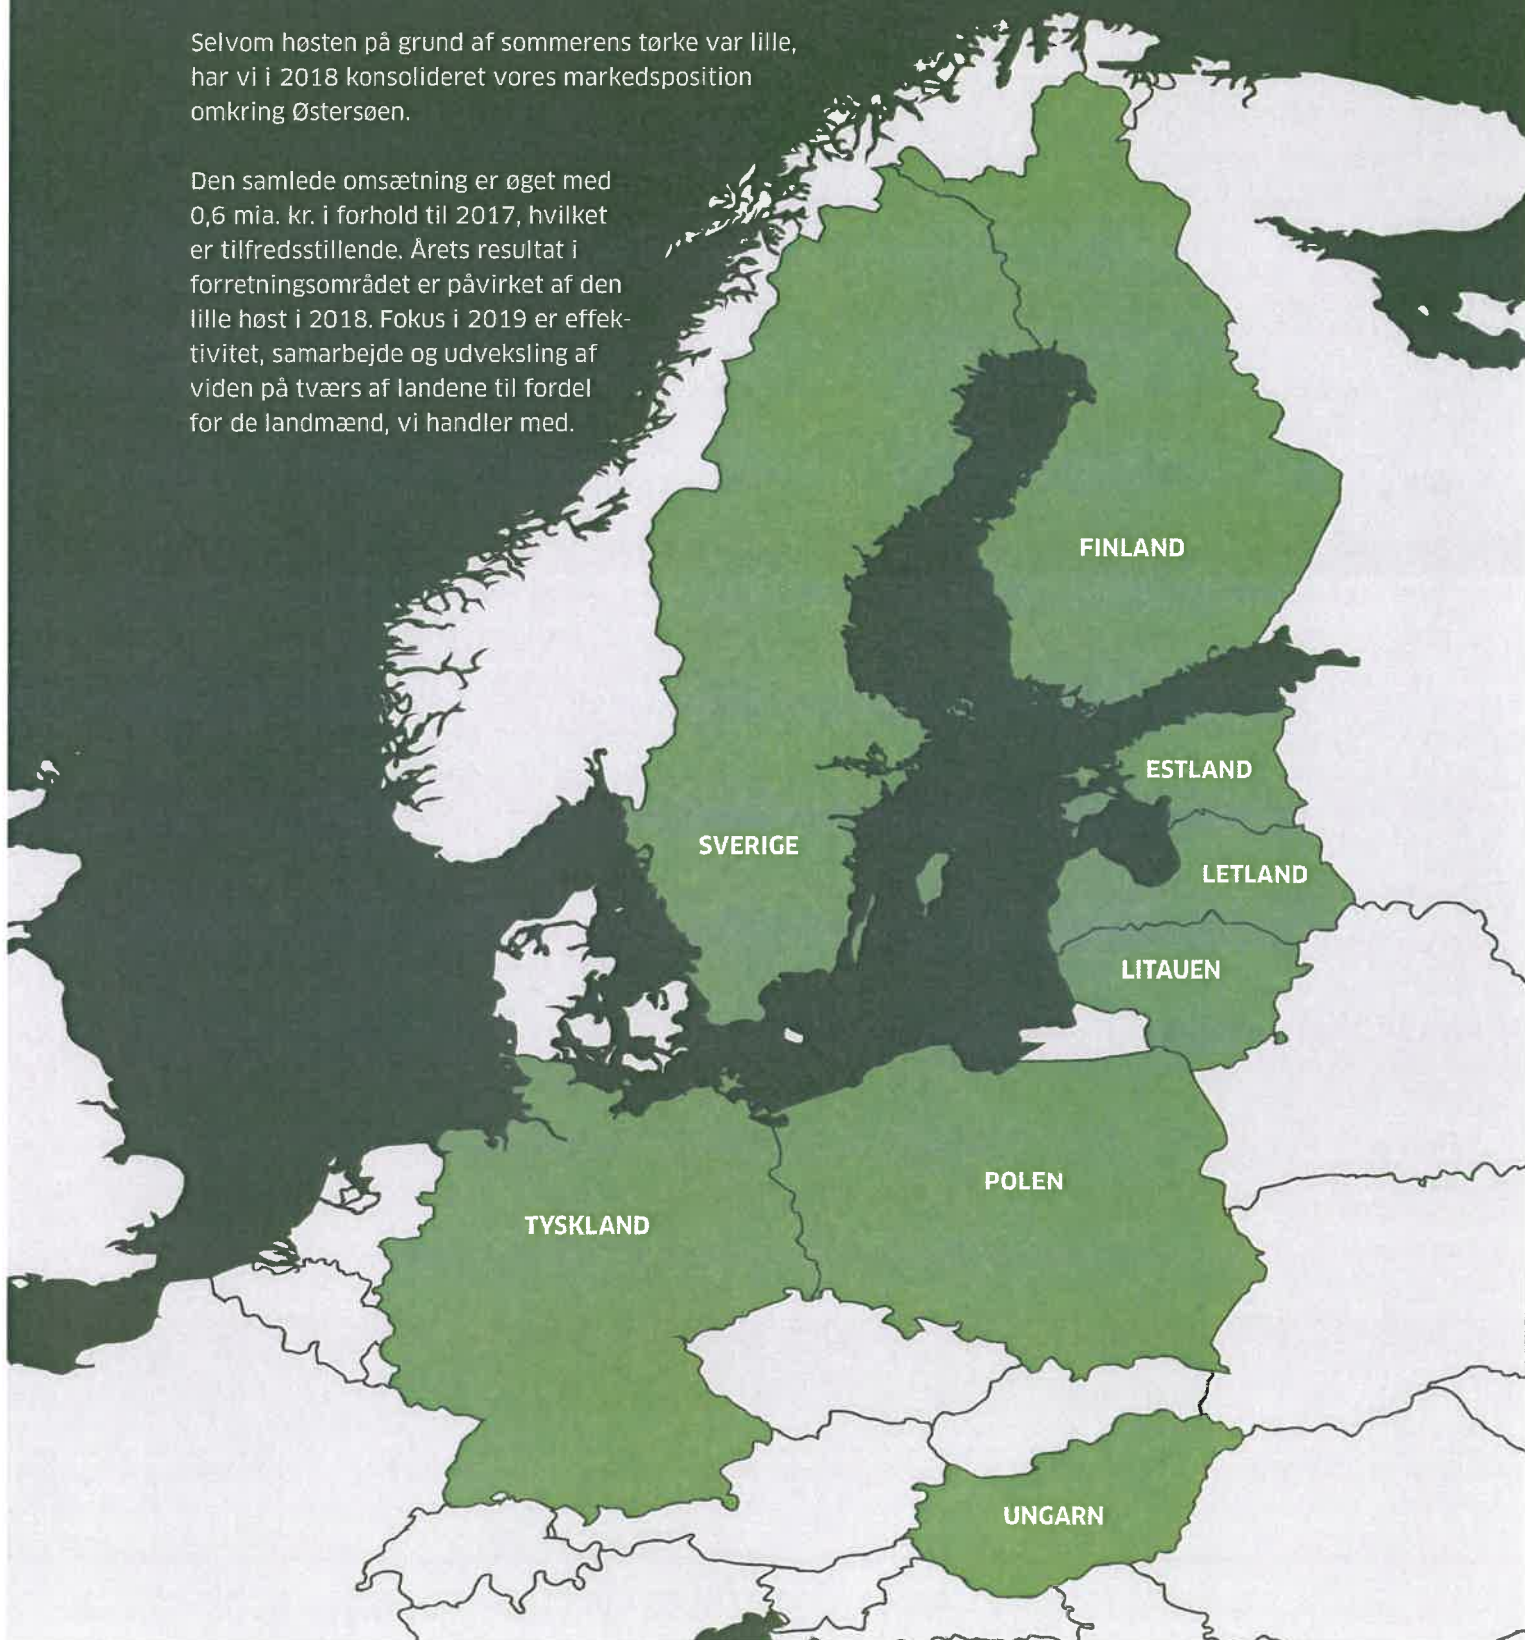 Selvom høsten på grund af sommerens tørke var lille,
har vi i 2018 konsolideret vores markedsposition
omkring Østersøen.
Den samlede omsætning er øget med
0,6 mia. kr. i forhold til 2017, hvilket
er tilfredsstillende. Årets resultat i
forretningsområdet er påvirket af den
lille høst i 2018. Fokus i 2019 er effek-
tivitet, samarbejde og udveksling af
viden på tværs af landene til fordel
for de landmænd, vi handler med.
FINLAND
ESTLAND
SVERIGE
LETLAND
LITAUEN
POLEN
TYSKLAND
UNGARN